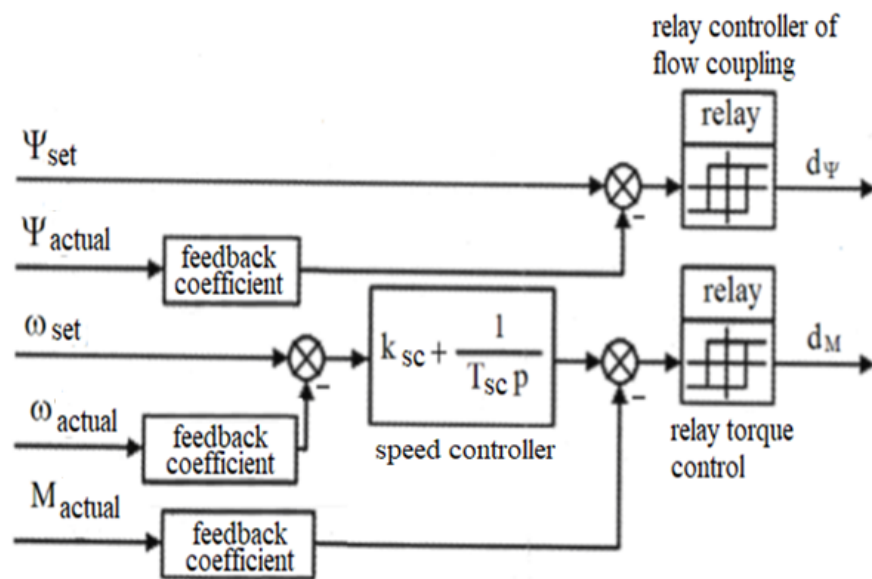 relay controller of
flow coupling
relay
Ψset
dΨ
Ψactual
feedback
coefficient
relay
ωset
ksc + 1
Tsc p
dM
ωactual
feedback
coefficient
speed controller
relay torque
control
Mactual
feedback
coefficient